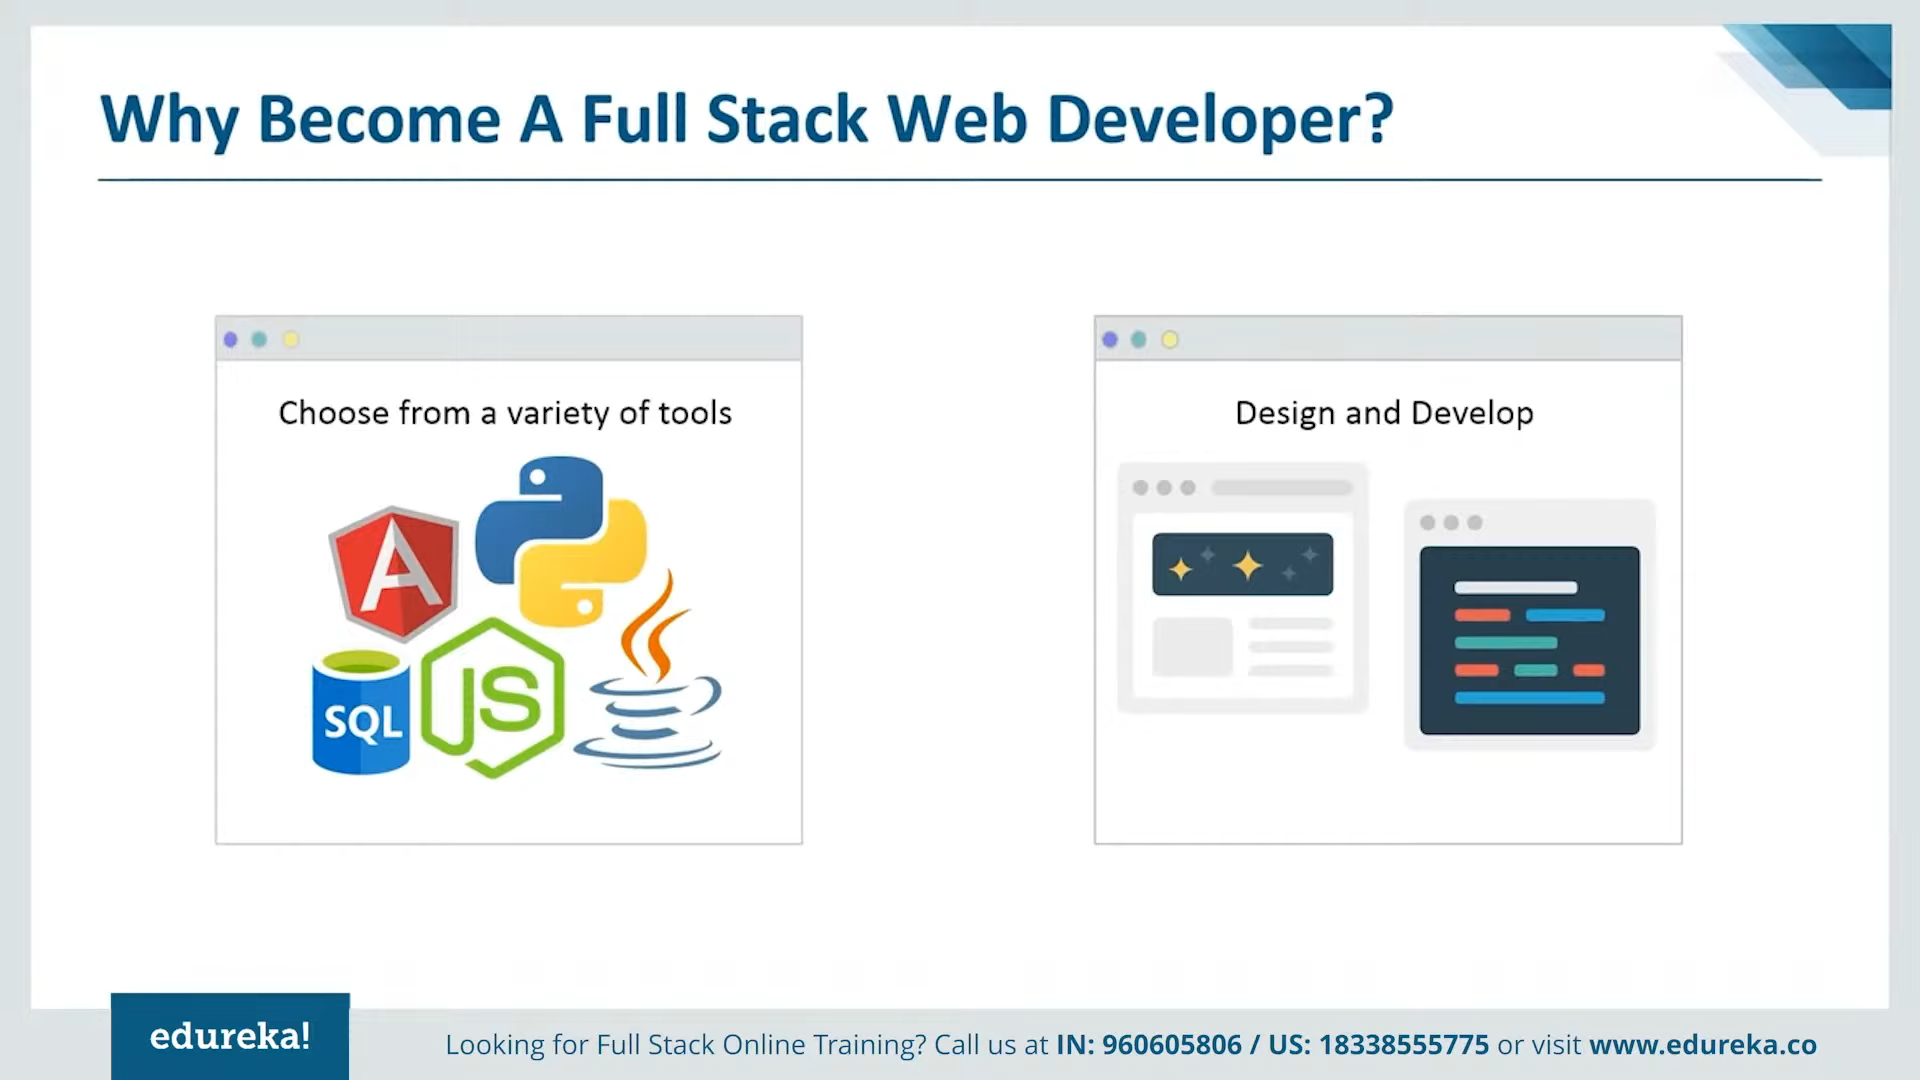 Why Become A Full Stack Web Developer?
Choose from a variety of tools
A
SQL
JS
Design and Develop
edureka!
Looking for Full Stack Online Training? Call us at IN: 960605806 / US: 18338555775 or visit www.edureka.co